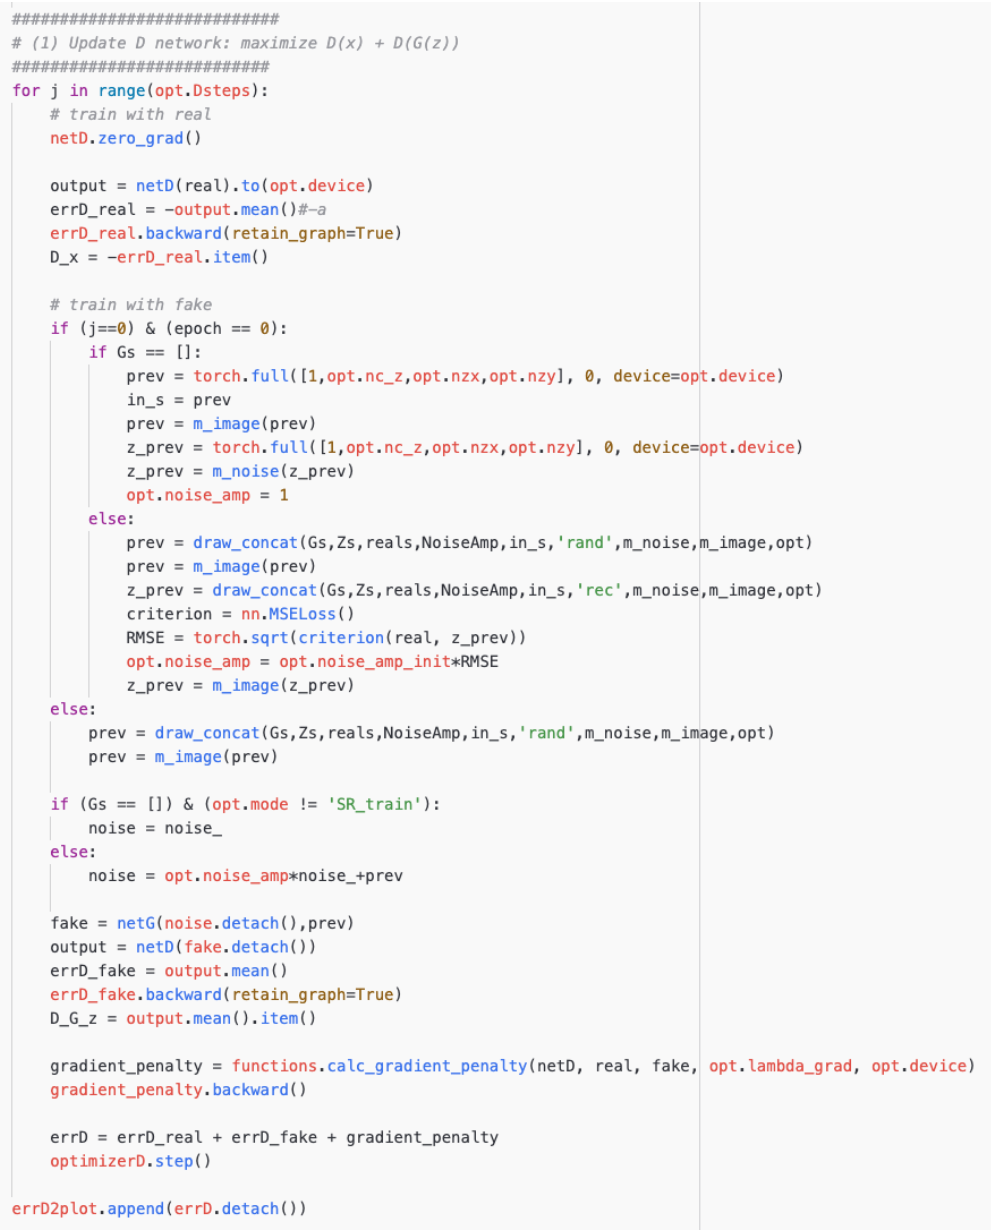 ############################
# (1) Update D network: maximize D(x) + D(G(z))
###########################
for j in range(opt.Dsteps):
    # train with real
    netD.zero_grad()

    output = netD(real).to(opt.device)
    errD_real = -output.mean()#-a
    errD_real.backward(retain_graph=True)
    D_x = -errD_real.item()

    # train with fake
    if (j==0) & (epoch == 0):
        if Gs == []:
            prev = torch.full([1,opt.nc_z,opt.nzx,opt.nzy], 0, device=opt.device)
            in_s = prev
            prev = m_image(prev)
            z_prev = torch.full([1,opt.nc_z,opt.nzx,opt.nzy], 0, device=opt.device)
            z_prev = m_noise(z_prev)
            opt.noise_amp = 1
        else:
            prev = draw_concat(Gs,Zs,reals,NoiseAmp,in_s,'rand',m_noise,m_image,opt)
            prev = m_image(prev)
            z_prev = draw_concat(Gs,Zs,reals,NoiseAmp,in_s,'rec',m_noise,m_image,opt)
            criterion = nn.MSELoss()
            RMSE = torch.sqrt(criterion(real, z_prev))
            opt.noise_amp = opt.noise_amp_init*RMSE
            z_prev = m_image(z_prev)
    else:
        prev = draw_concat(Gs,Zs,reals,NoiseAmp,in_s,'rand',m_noise,m_image,opt)
        prev = m_image(prev)

    if (Gs == []) & (opt.mode != 'SR_train'):
        noise = noise_
    else:
        noise = opt.noise_amp*noise_+prev

    fake = netG(noise.detach(),prev)
    output = netD(fake.detach())
    errD_fake = output.mean()
    errD_fake.backward(retain_graph=True)
    D_G_z = output.mean().item()

    gradient_penalty = functions.calc_gradient_penalty(netD, real, fake, opt.lambda_grad, opt.device)
    gradient_penalty.backward()

    errD = errD_real + errD_fake + gradient_penalty
    optimizerD.step()

errD2plot.append(errD.detach())